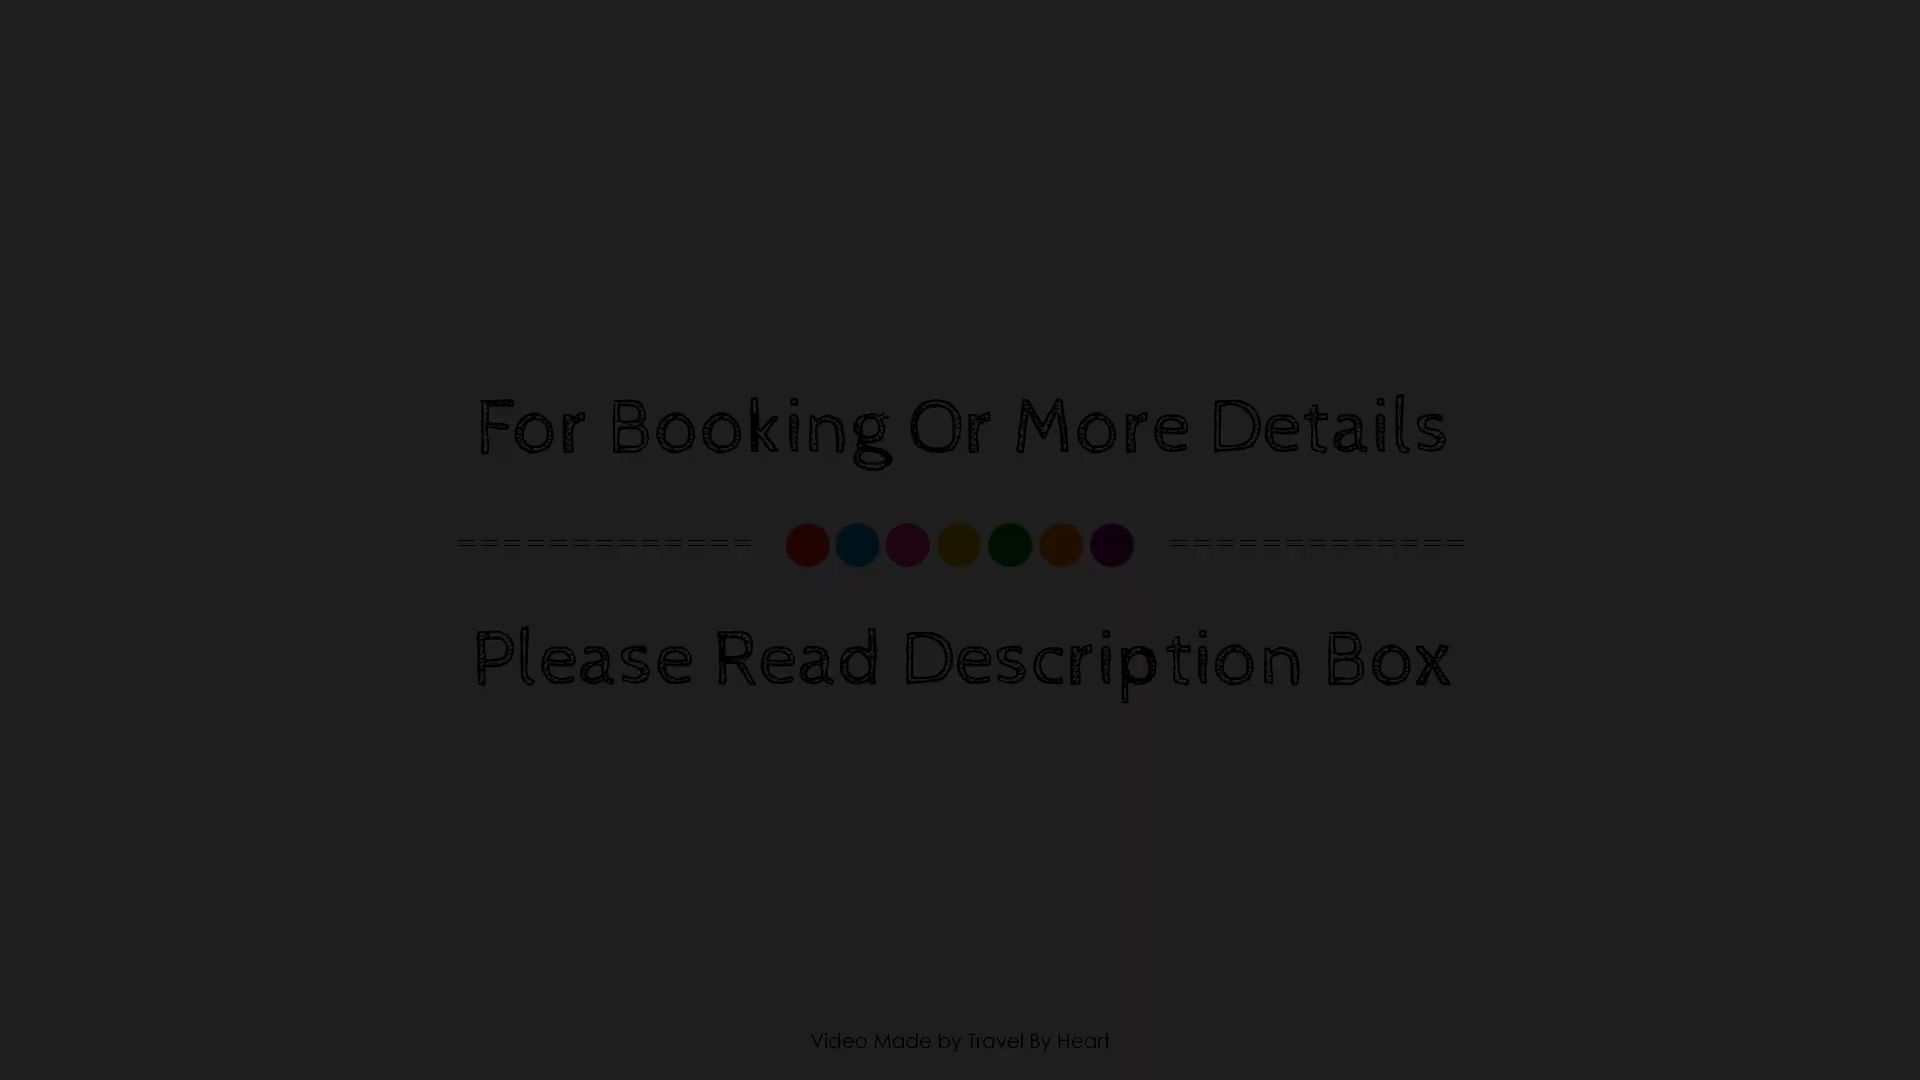 For Booking Or More Details
============= =============
Please Read Description Box
Video Made by Travel By Heart